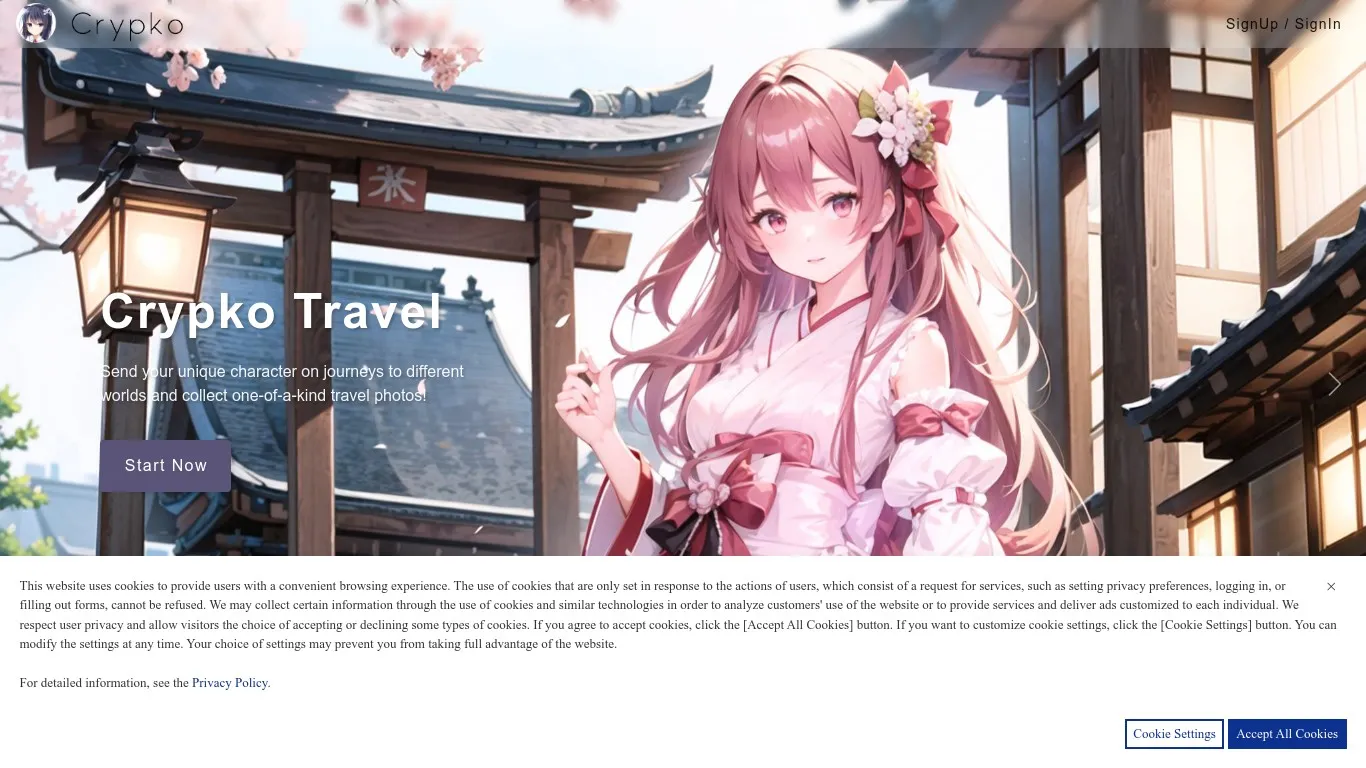 Crypko
SignUp / SignIn
Crypko Travel
Send your unique character on journeys to different
worlds and collect one-of-a-kind travel photos!
Start Now
This website uses cookies to provide users with a convenient browsing experience. The use of cookies that are only set in response to the actions of users, which consist of a request for services, such as setting privacy preferences, logging in, or
filling out forms, cannot be refused. We may collect certain information through the use of cookies and similar technologies in order to analyze customers' use of the website or to provide services and deliver ads customized to each individual. We
respect user privacy and allow visitors the choice of accepting or declining some types of cookies. If you agree to accept cookies, click the [Accept All Cookies] button. If you want to customize cookie settings, click the [Cookie Settings] button. You can
modify the settings at any time. Your choice of settings may prevent you from taking full advantage of the website.
For detailed information, see the Privacy Policy.
Cookie Settings
Accept All Cookies